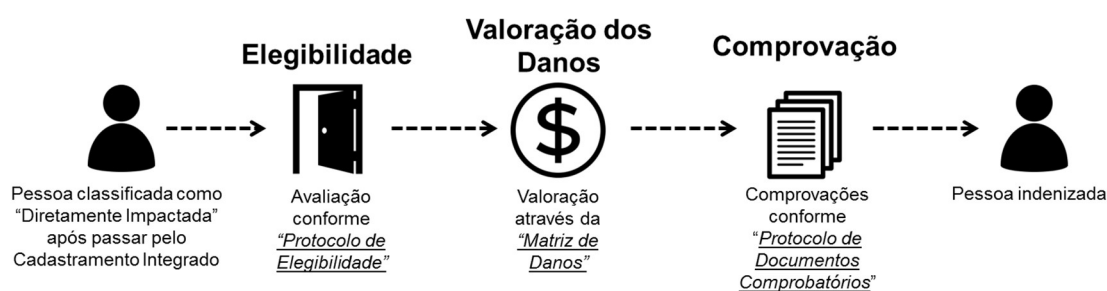 Elegibilidade
Valoração dos
Danos
Comprovação
$
Pessoa classificada como
“Diretamente Impactada”
após passar pelo
Cadastramento Integrado
Avaliação
conforme
“Protocolo de
Elegibilidade”
Valoração
através da
“Matriz de
Danos”
Comprovações
conforme
“Protocolo de
Documentos
Comprobatórios”
Pessoa indenizada